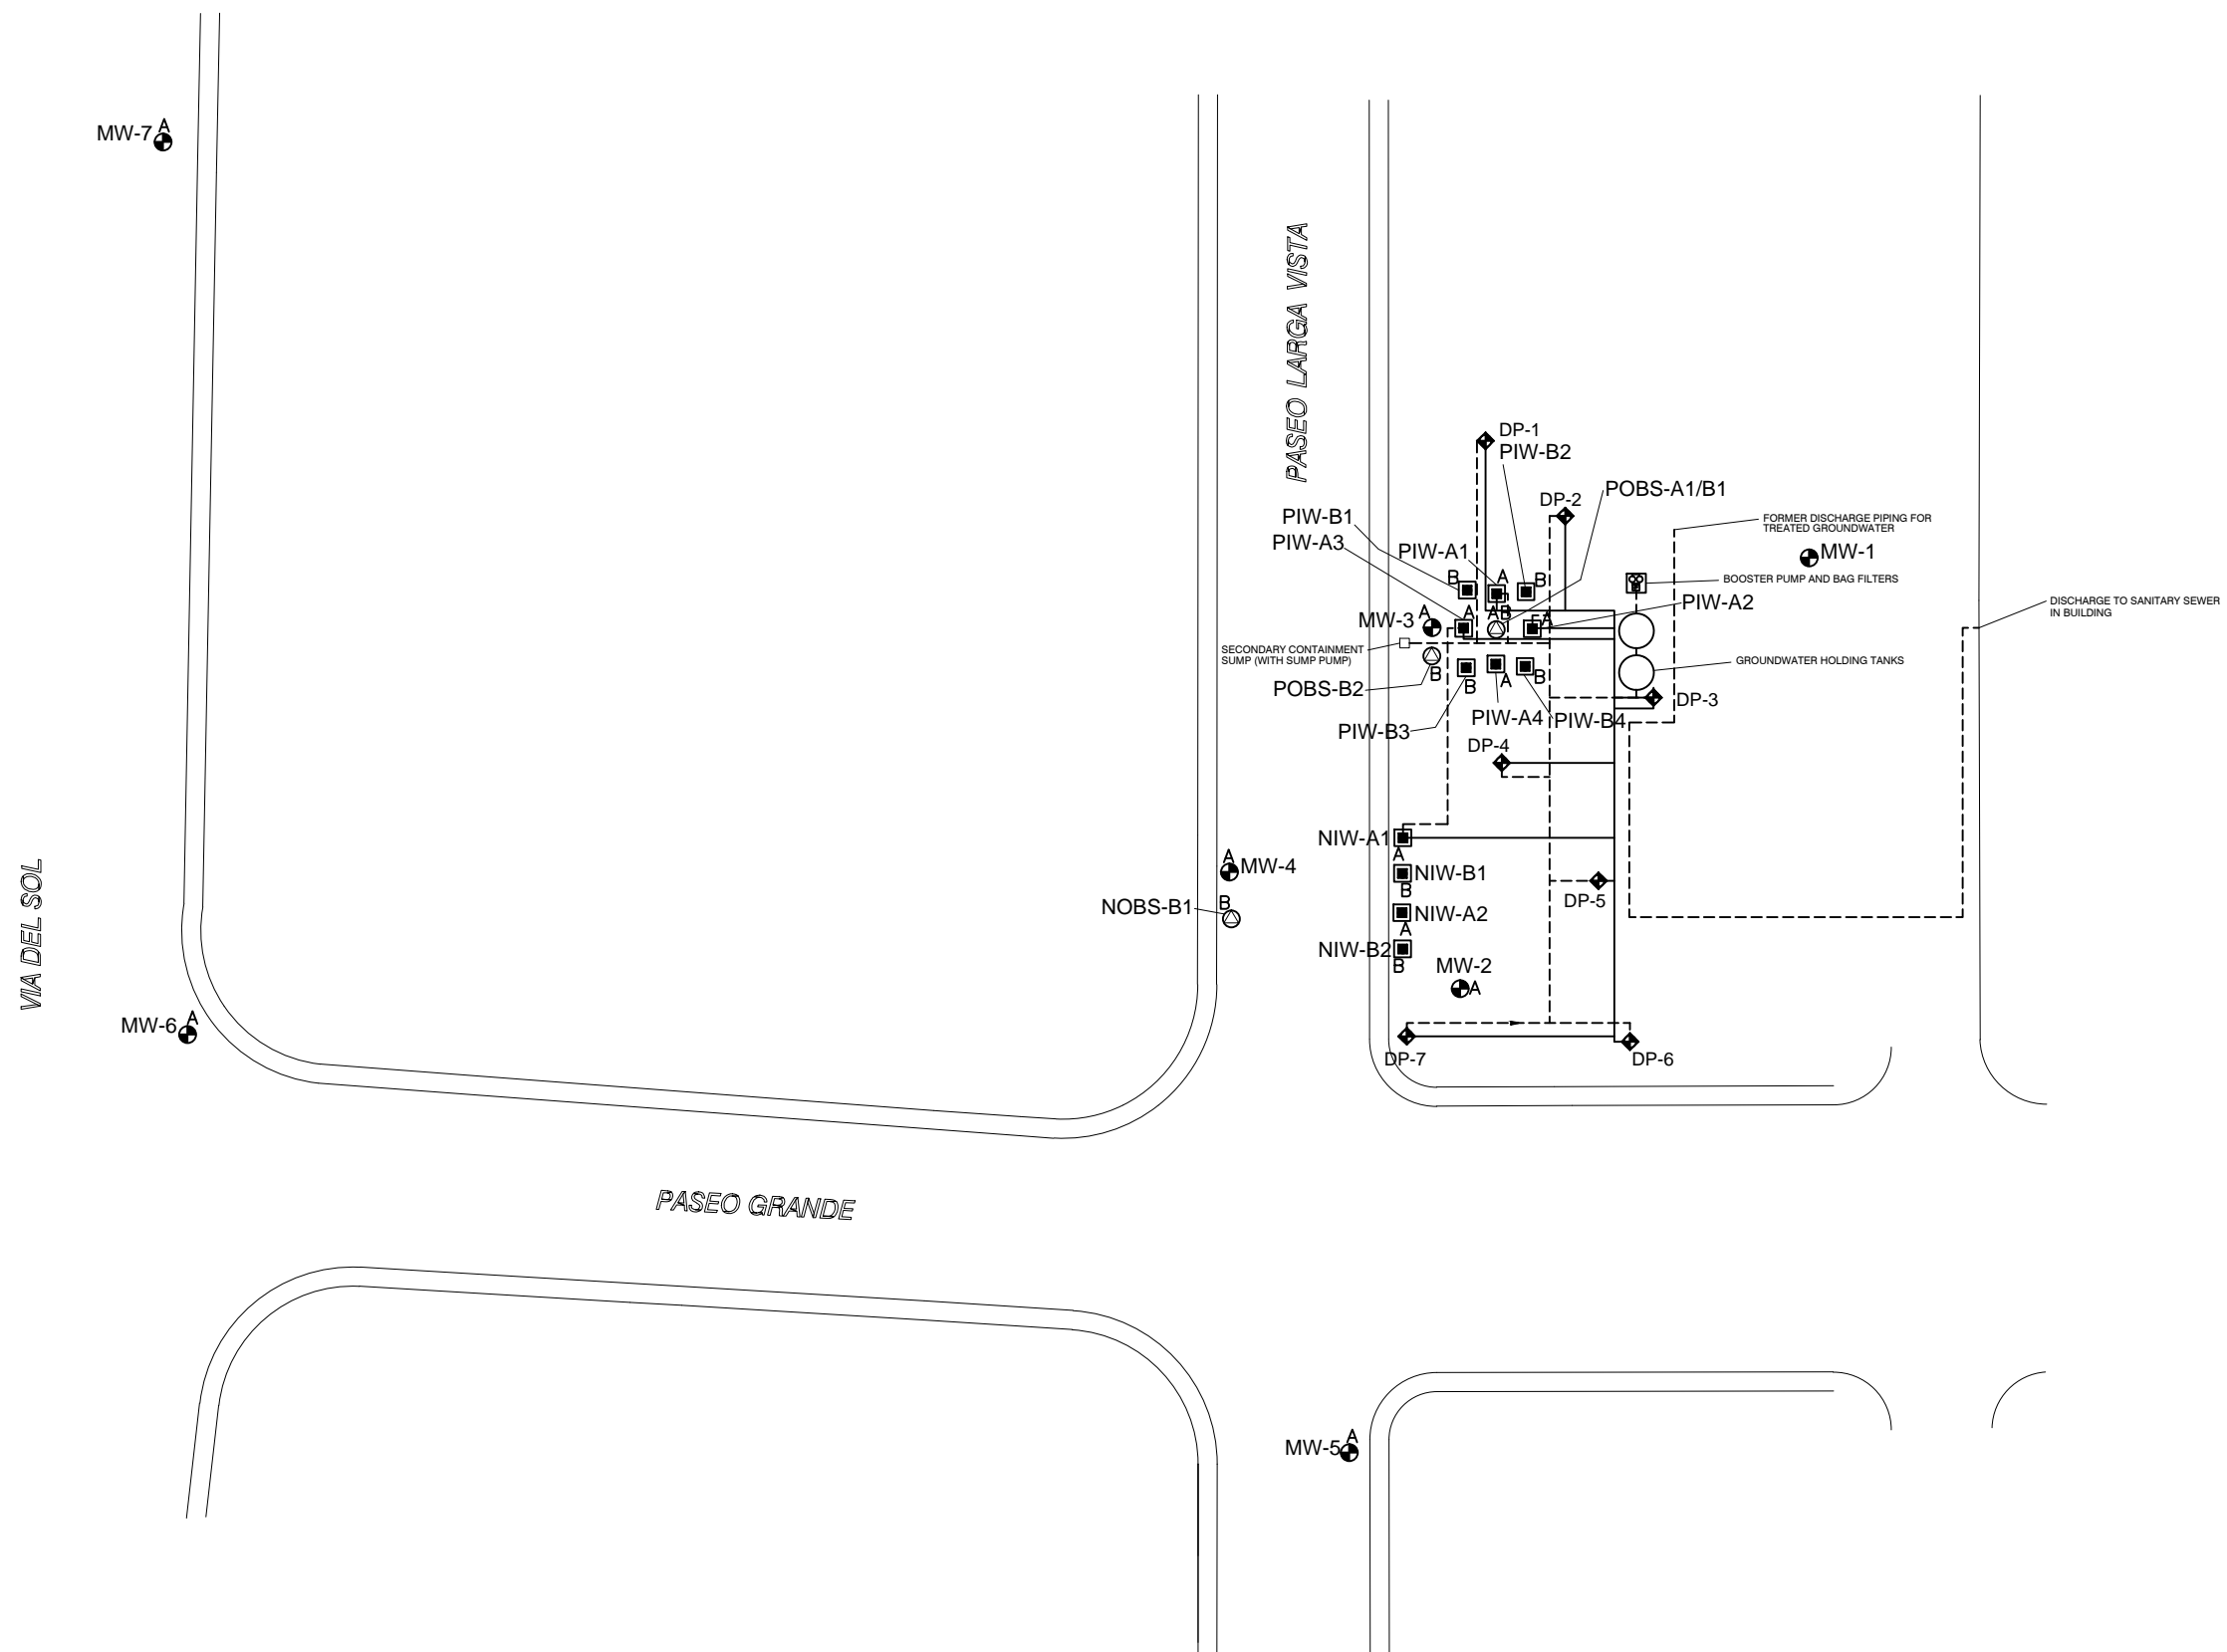 MW-7
A
PASEO LARGA VISTA
DP-1
PIW-B2
DP-2
POBS-A1/B1
PIW-B1
PIW-A3
PIW-A1
FORMER DISCHARGE PIPING FOR
TREATED GROUNDWATER
MW-1
BOOSTER PUMP AND BAG FILTERS
B
A
B
PIW-A2
DISCHARGE TO SANITARY SEWER
IN BUILDING
MW-3
A
A
A
B
A
SECONDARY CONTAINMENT
SUMP (WITH SUMP PUMP)
GROUNDWATER HOLDING TANKS
POBS-B2
B
B
A
B
DP-3
PIW-A4
PIW-B4
PIW-B3
DP-4
NIW-A1
A
MW-4
A
NIW-B1
B
VIA DEL SOL
NOBS-B1
B
NIW-A2
A
DP-5
NIW-B2
B
MW-2
A
MW-6
A
DP-7
DP-6
PASEO GRANDE
MW-5
A